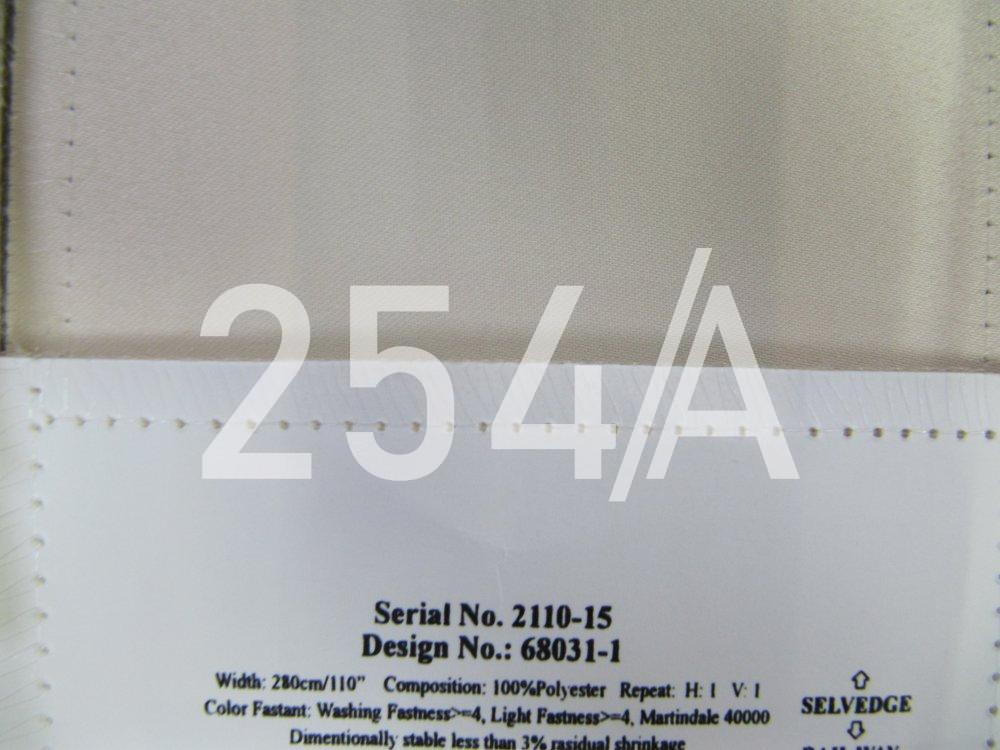 254/A
Serial No. 2110-15
Design No.: 68031-1
Width: 280cm/110" Composition: 100%Polyester Repeat: H: 1 V: 1
Color Fastant: Washing Fastness>=4, Light Fastness>=4, Martindale 40000
Dimentionally stable less than 3% rasidual shrinkage
⇧
SELVEDGE
⇩